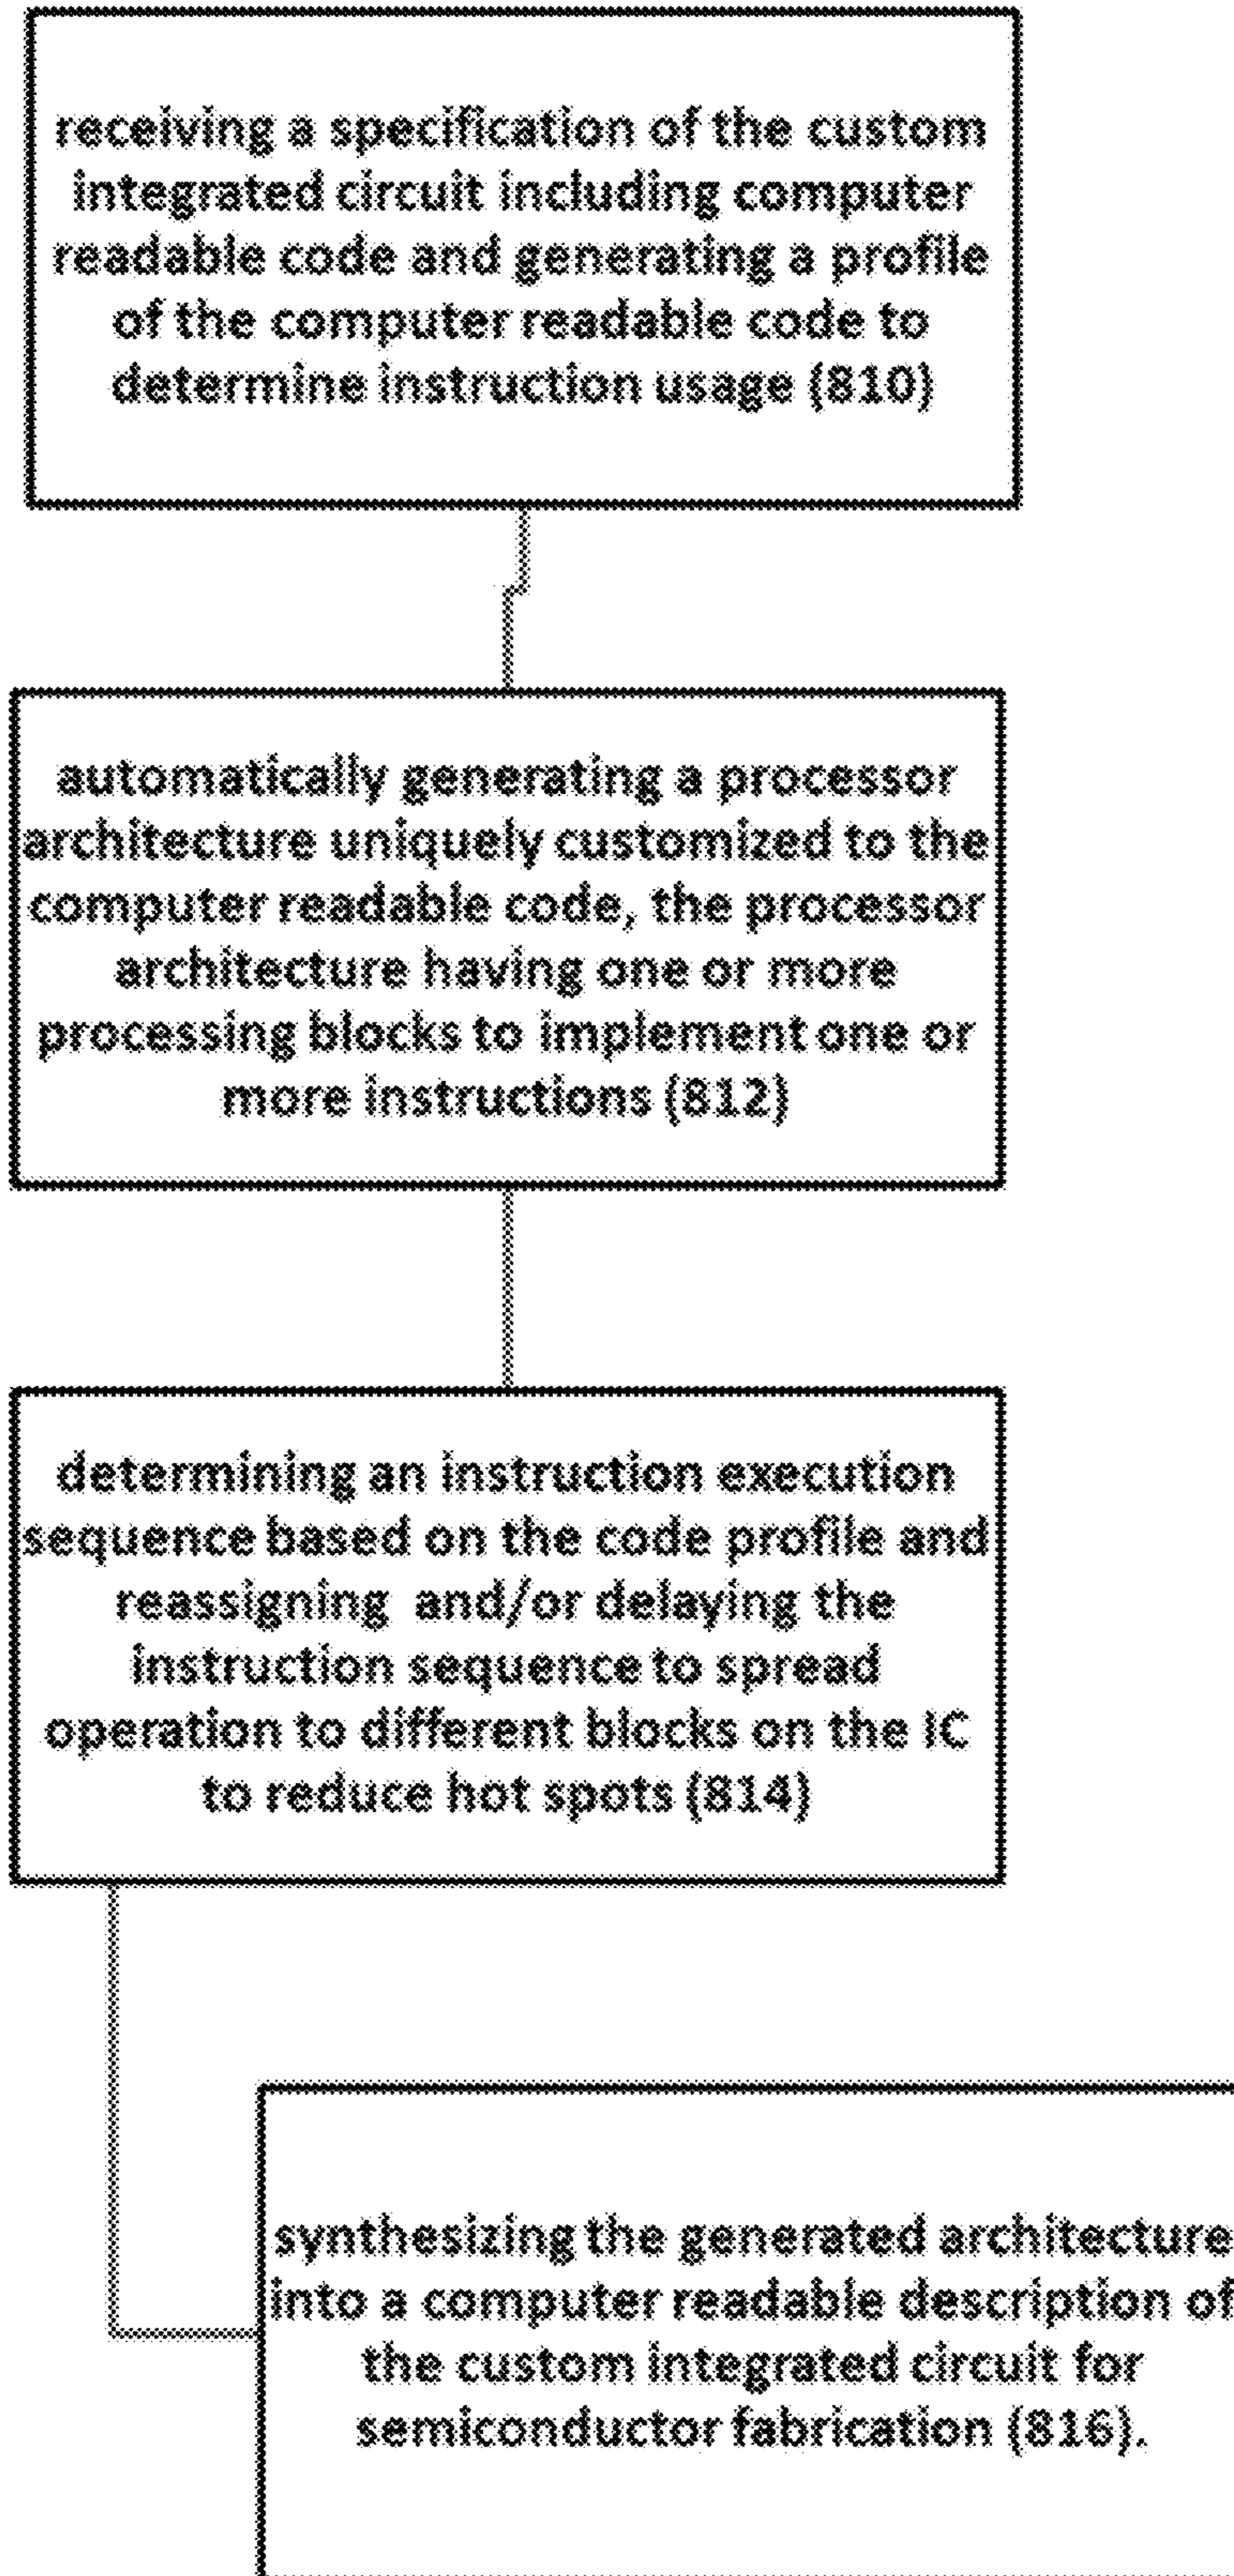 receiving a specification of the custom
integrated circuit including computer
readable code and generating a profile
of the computer readable code to
determine instruction usage (810)
automatically generating a processor
architecture uniquely customized to the
computer readable code, the processor
architecture having one or more
processing blocks to implement one or
more instructions (812)
determining an instruction execution
sequence based on the code profile and
reassigning and/or delaying the
instruction sequence to spread
operation to different blocks on the IC
to reduce hot spots (814)
synthesizing the generated architecture
into a computer readable description of
the custom integrated circuit for
semiconductor fabrication (816).